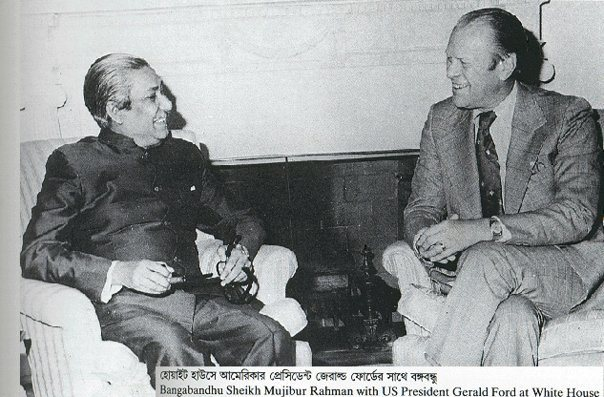 হোয়াইট হাউসে আমেরিকার প্রেসিডেন্ট জেরাল্ড ফোর্ডের সাথে বঙ্গবন্ধু
Bangabandhu Sheikh Mujibur Rahman with US President Gerald Ford at White House